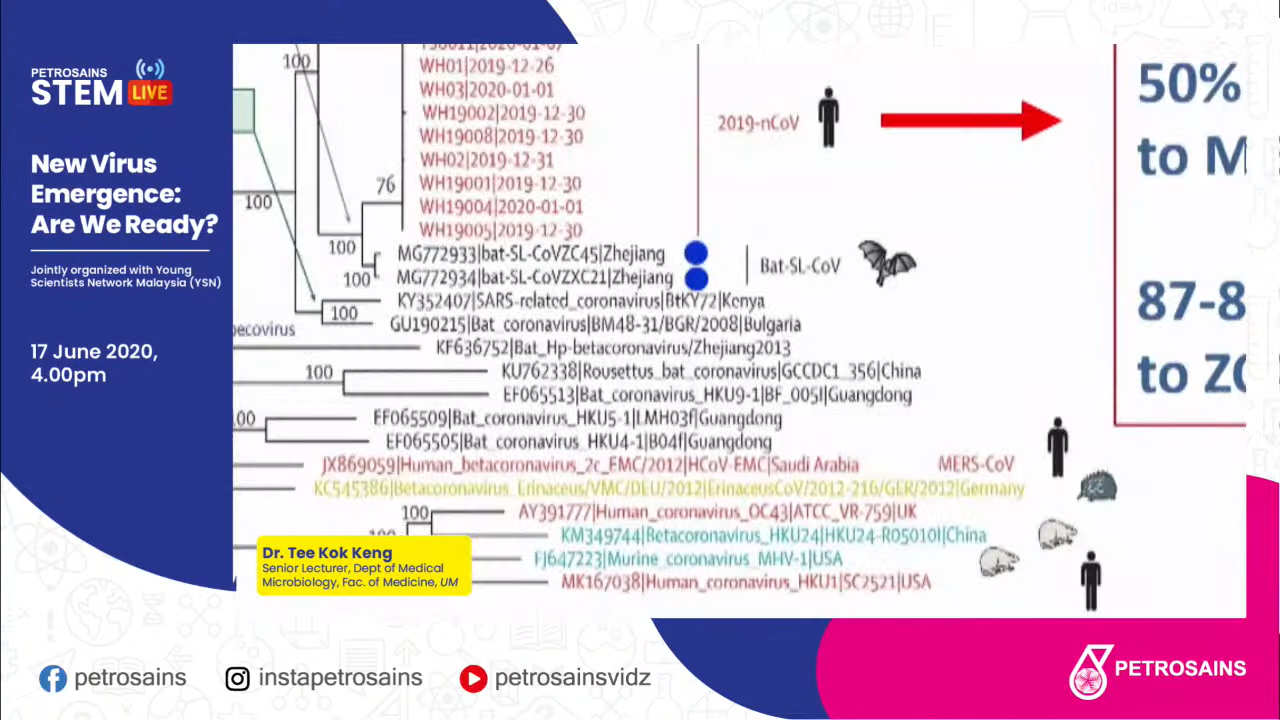 PETROSAINS
STEM LIVE
New Virus
Emergence:
Are We Ready?
Jointly organized with Young
Scientists Network Malaysia (YSN)
17 June 2020,
4.00pm
100
WH01|2019-12-26
WH03|2020-01-01
WH19002|2019-12-30
WH19008|2019-12-30
WH02|2019-12-31
WH19001|2019-12-30
WH19004|2020-01-01
WH19005|2019-12-30
2019-nCoV
76
100
100
100
MG772933|bat-SL-CoVZC45|Zhejiang
MG772934|bat-SL-CoVZXC21|Zhejiang
Bat-SL-CoV
KY352407|SARS-related_coronavirus|BtKY72|Kenya
100
GU190215|Bat_coronavirus|BM48-31/BGR/2008|Bulgaria
becovirus
KF636752|Bat_Hp-betacoronavirus/Zhejiang2013
100
KU762338|Rousettus_bat_coronavirus|GCCDC1_356|China
EF065513|Bat_coronavirus_HKU9-1|BF_005I|Guangdong
00
EF065509|Bat_coronavirus_HKU5-1|LMH03f|Guangdong
EF065505|Bat_coronavirus_HKU4-1|B04f|Guangdong
JX869059|Human_betacoronavirus_2c_EMC/2012|HCoV-EMC|Saudi Arabia
MERS-CoV
KC545386|Betacoronavirus_Erinaceus/VMC/DEU/2012|ErinaceusCoV/2012-216/GER/2012|Germany
100
AY391777|Human_coronavirus_OC43|ATCC_VR-759|UK
100
KM349744|Betacoronavirus_HKU24|HKU24-R05010I|China
FJ647223|Murine_coronavirus_MHV-1|USA
MK167038|Human_coronavirus_HKU1|SC2521|USA
50%
to M
87-8
to ZC
Dr. Tee Kok Keng
Senior Lecturer, Dept of Medical
Microbiology, Fac. of Medicine, UM
petrosains
instapetrosains
petrosainsvidz
PETROSAINS